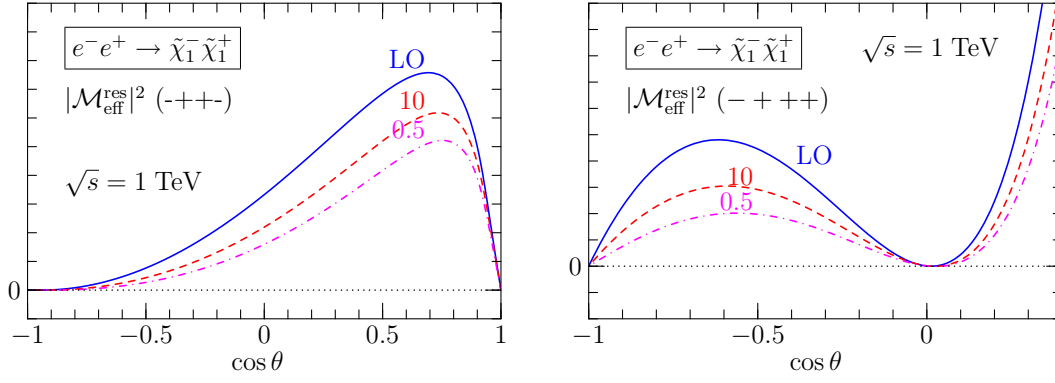 e⁻e⁺ → χ̃₁⁻χ̃₁⁺
|ℳ_eff^res|² (-++-)
√s = 1 TeV
LO
10
0.5
0
−1 −0.5 0 0.5 1
cos θ
e⁻e⁺ → χ̃₁⁻χ̃₁⁺
√s = 1 TeV
|ℳ_eff^res|² (− + ++)
LO
10
0.5
0
−1 −0.5 0
cos θ